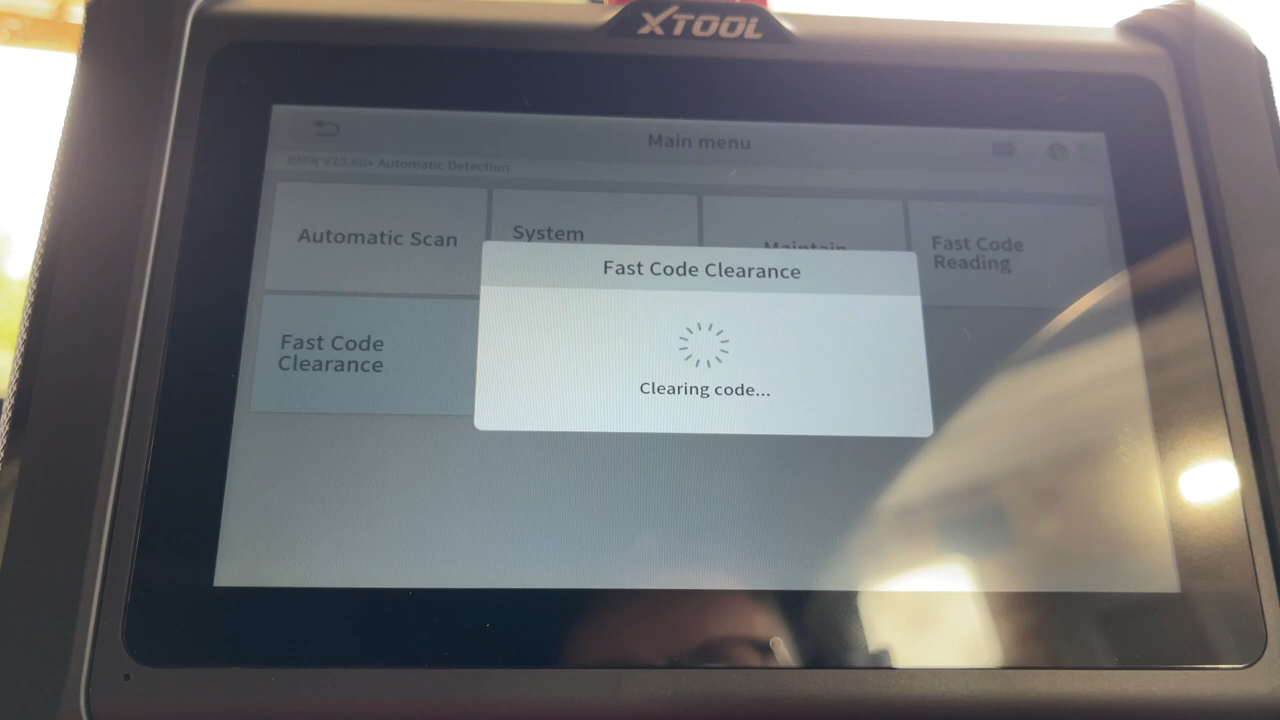 XTOOL
Main menu
BMW V13.60+ Automatic Detection
Automatic Scan
System
Maintain
Fast Code
Reading
Fast Code
Clearance
Fast Code Clearance
Clearing code...